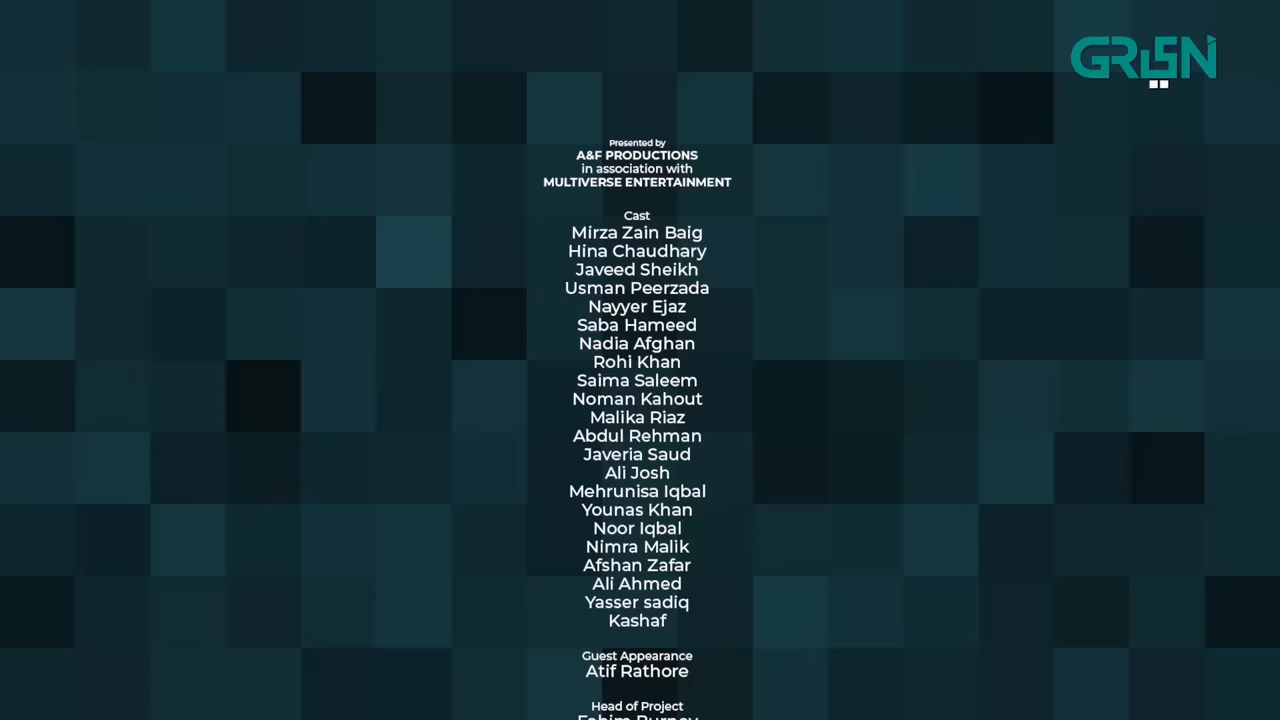 GREEN
Presented by
A&F PRODUCTIONS
in association with
MULTIVERSE ENTERTAINMENT
Cast
Mirza Zain Baig
Hina Chaudhary
Javeed Sheikh
Usman Peerzada
Nayyer Ejaz
Saba Hameed
Nadia Afghan
Rohi Khan
Saima Saleem
Noman Kahout
Malika Riaz
Abdul Rehman
Javeria Saud
Ali Josh
Mehrunisa Iqbal
Younas Khan
Noor Iqbal
Nimra Malik
Afshan Zafar
Ali Ahmed
Yasser sadiq
Kashaf
Guest Appearance
Atif Rathore
Head of Project
Fahim Burney